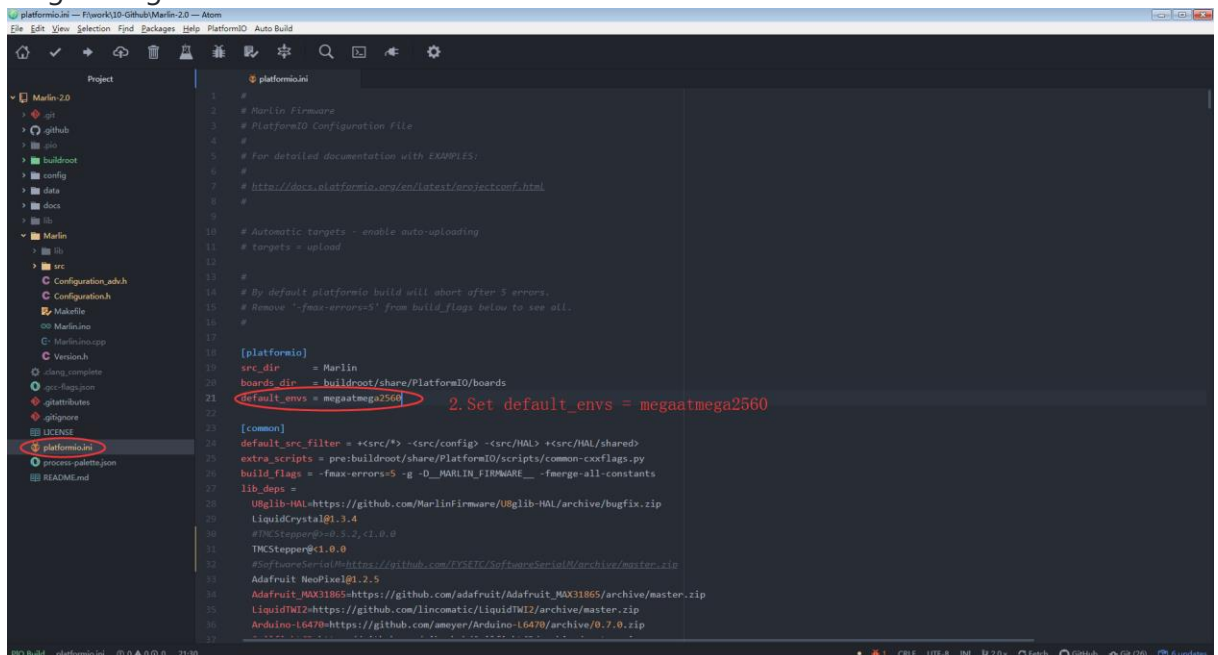 platformio.ini — F:\work\10-Github\Marlin-2.0 — Atom
File Edit View Selection Find Packages Help PlatformIO Auto Build
Project
platformio.ini
Marlin-2.0
.git
.github
.pio
buildroot
config
data
docs
lib
Marlin
lib
src
Configuration_adv.h
Configuration.h
Makefile
Marlin.ino
Marlin.ino.cpp
Version.h
.clang_complete
.gcc-flags.json
.gitattributes
.gitignore
LICENSE
platformio.ini
process-palette.json
README.md
1 #
2 # Marlin Firmware
3 # PlatformIO Configuration File
4 #
5 # For detailed documentation with EXAMPLES:
6 #
7 # http://docs.platformio.org/en/latest/projectconf.html
8 #
9
10 # Automatic targets - enable auto-uploading
11 # targets = upload
12
13 #
14 # By default platformio build will abort after 5 errors.
15 # Remove '-fmax-errors=5' from build_flags below to see all.
16 #
17
18 [platformio]
19 src_dir = Marlin
20 boards_dir = buildroot/share/PlatformIO/boards
21 default_envs = megaatmega2560
2.Set default_envs = megaatmega2560
22
23 [common]
24 default_src_filter = +<src/*> -<src/config> -<src/HAL> +<src/HAL/shared>
25 extra_scripts = pre:buildroot/share/PlatformIO/scripts/common-cxxflags.py
26 build_flags = -fmax-errors=5 -g -D__MARLIN_FIRMWARE__ -fmerge-all-constants
27 lib_deps =
28 U8glib-HAL=https://github.com/MarlinFirmware/U8glib-HAL/archive/bugfix.zip
29 LiquidCrystal@1.3.4
30 #TMCStepper@>=0.5.2,<1.0.0
31 TMCStepper@<1.0.0
32 #SoftwareSerialM=https://github.com/FYSETC/SoftwareSerialM/archive/master.zip
33 Adafruit NeoPixel@1.2.5
34 Adafruit_MAX31865=https://github.com/adafruit/Adafruit_MAX31865/archive/master.zip
35 LiquidTWI2=https://github.com/lincomatic/LiquidTWI2/archive/master.zip
36 Arduino-L6470=https://github.com/ameyer/Arduino-L6470/archive/0.7.0.zip
37
PIO Build platformio.ini 0 0 0 21:30
1 CRLF UTF-8 INI 2.0.x Fetch GitHub Git (26) 6 updates